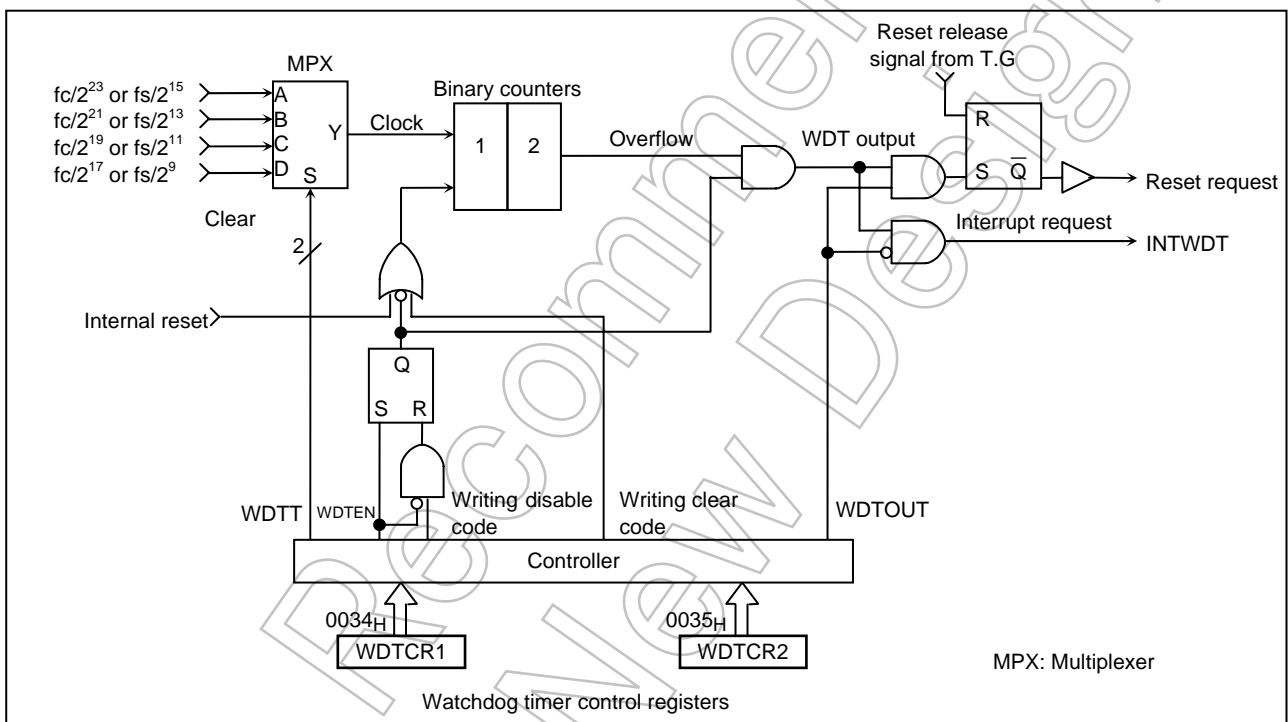 Reset release
signal from T.G
MPX
fc/2^23 or fs/2^15
fc/2^21 or fs/2^13
fc/2^19 or fs/2^11
fc/2^17 or fs/2^9
A
B
C
D
S
Y
Clock
Binary counters
1
2
Overflow
WDT output
R
S
Q̅
Reset request
Interrupt request
INTWDT
Clear
2
Internal reset
Q
S
R
WDTT
WDTEN
Writing disable
code
Writing clear
code
WDTOUT
Controller
0034H
WDTCR1
0035H
WDTCR2
MPX: Multiplexer
Watchdog timer control registers